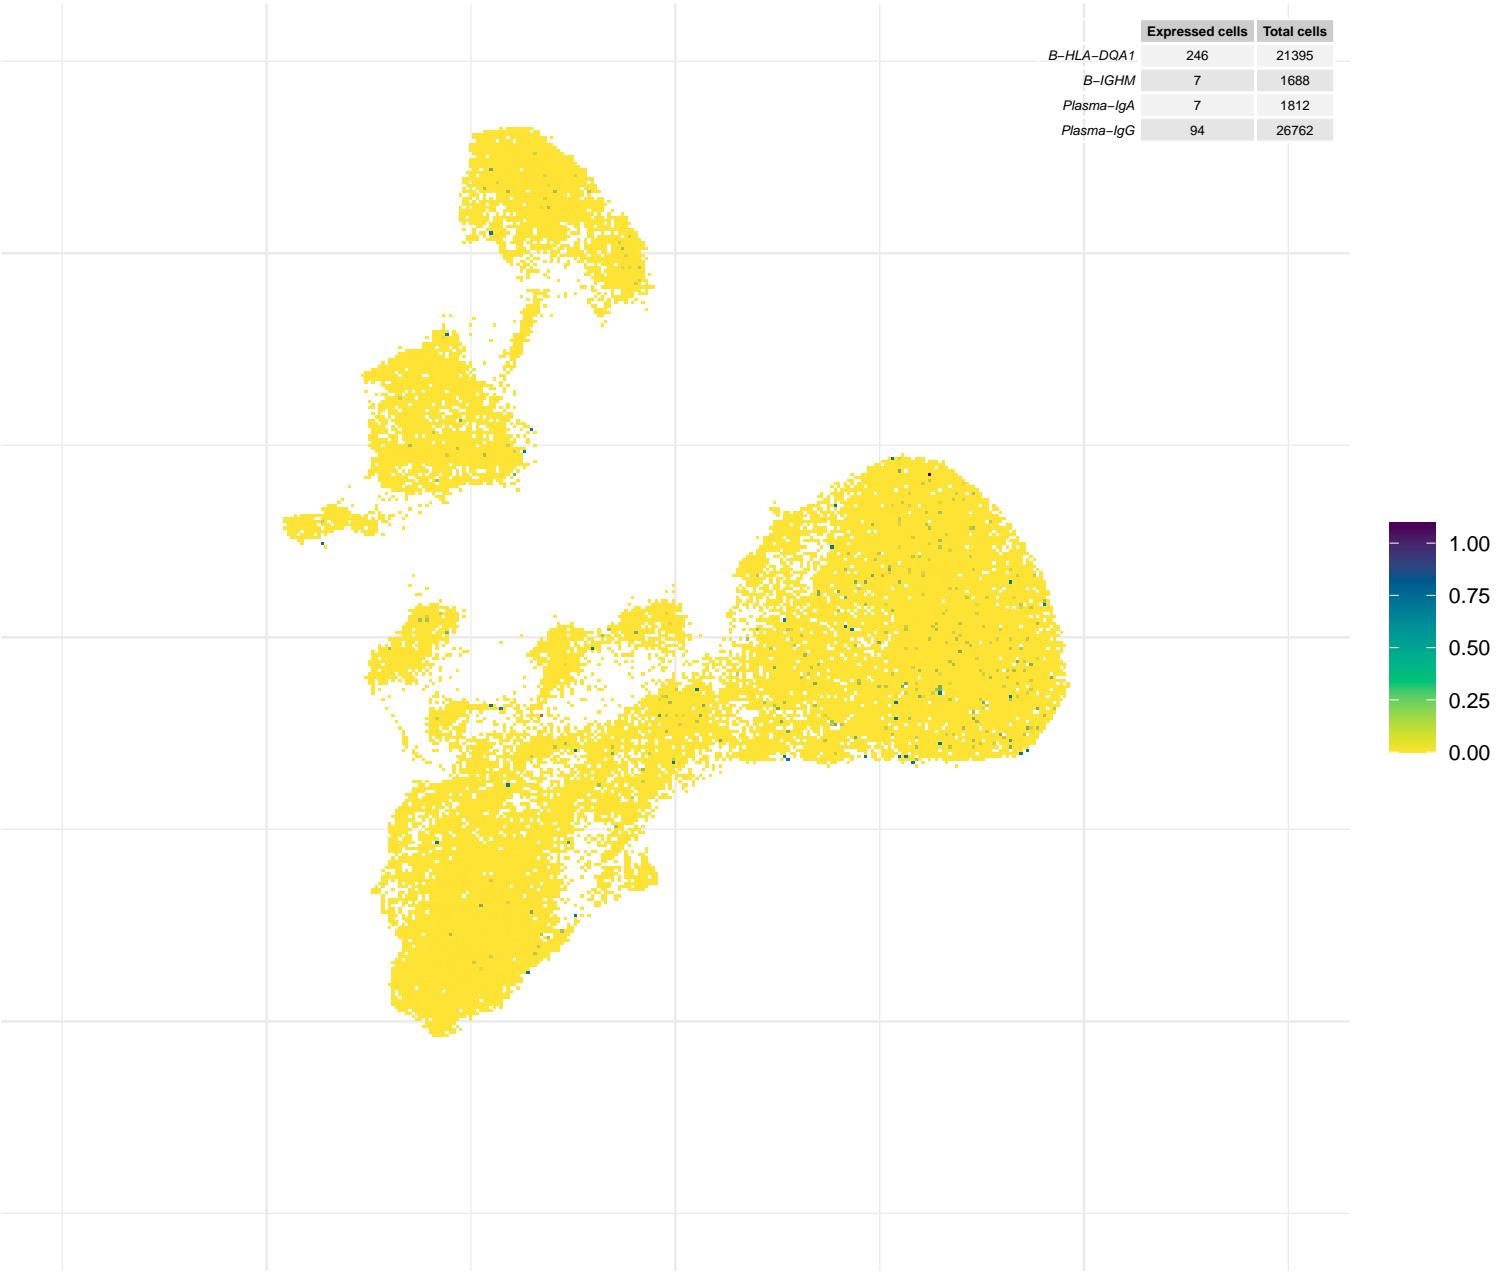 Expressed cells Total cells
B−HLA−DQA1 246 21395
B−IGHM 7 1688
Plasma−IgA 7 1812
Plasma−IgG 94 26762
1.00
0.75
0.50
0.25
0.00